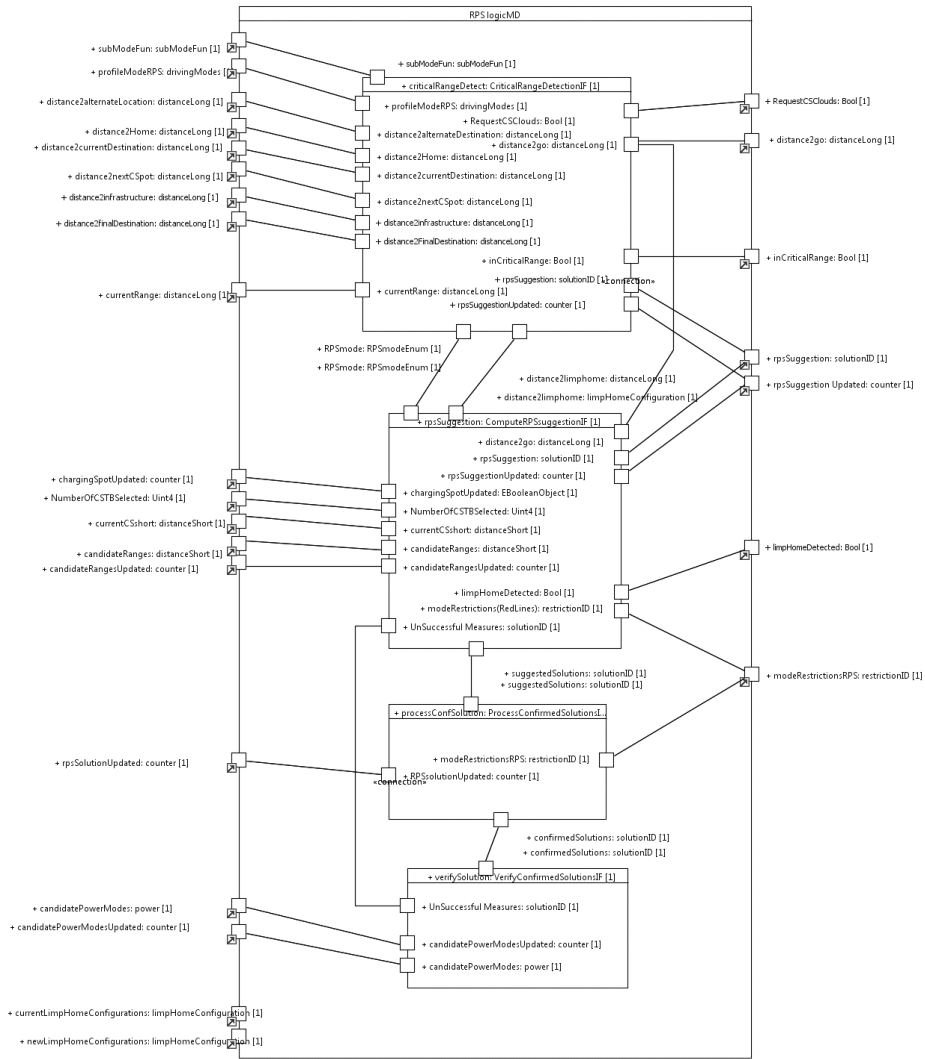 RPS logicMD
+ subModeFun: subModeFun [1]
+ profileModeRPS: drivingModes [
+ distance2alternateLocation: distanceLong [1]
+ distance2Home: distanceLong [1]
+ distance2currentDestination: distanceLong [1]
+ distance2nextCSpot: distanceLong [1]
+ distance2infrastructure: distanceLong [1]
+ distance2finalDestination: distanceLong [1]
+ currentRange: distanceLong [1]
+ subModeFun: subModeFun [1]
+ criticalRangeDetect: CriticalRangeDetectionIF [1]
+ profileModeRPS: drivingModes [1]
+ RequestCSClouds: Bool [1]
+ distance2alternateDestination: distanceLong [1]
+ distance2go: distanceLong [1]
+ distance2Home: distanceLong [1]
+ distance2currentDestination: distanceLong [1]
+ distance2nextCSpot: distanceLong [1]
+ distance2infrastructure: distanceLong [1]
+ distance2FinalDestination: distanceLong [1]
+ inCriticalRange: Bool [1]
+ rpsSuggestion: solutionID [1]
«connection»
+ currentRange: distanceLong [1]
+ rpsSuggestionUpdated: counter [1]
+ RequestCSClouds: Bool [1]
+ distance2go: distanceLong [1]
+ inCriticalRange: Bool [1]
+ rpsSuggestion: solutionID [1]
+ rpsSuggestion Updated: counter [1]
+ RPSmode: RPSmodeEnum [1]
+ RPSmode: RPSmodeEnum [1]
+ distance2limphome: distanceLong [1]
+ distance2limphome: limpHomeConfiguration [1]
+ rpsSuggestion: ComputeRPSsuggestionIF [1]
+ distance2go: distanceLong [1]
+ rpsSuggestion: solutionID [1]
+ rpsSuggestionUpdated: counter [1]
+ chargingSpotUpdated: EBooleanObject [1]
+ NumberOfCSTBSelected: Uint4 [1]
+ currentCSshort: distanceShort [1]
+ candidateRanges: distanceShort [1]
+ candidateRangesUpdated: counter [1]
+ limpHomeDetected: Bool [1]
+ modeRestrictions(RedLines): restrictionID [1]
+ UnSuccessful Measures: solutionID [1]
+ chargingSpotUpdated: counter [1]
+ NumberOfCSTBSelected: Uint4 [1]
+ currentCSshort: distanceShort [1]
+ candidateRanges: distanceShort [1]
+ candidateRangesUpdated: counter [1]
+ limpHomeDetected: Bool [1]
+ modeRestrictionsRPS: restrictionID [1]
+ suggestedSolutions: solutionID [1]
+ suggestedSolutions: solutionID [1]
+ processConfSolution: ProcessConfirmedSolutionsI...
+ modeRestrictionsRPS: restrictionID [1]
+ RPSsolutionUpdated: counter [1]
«connection»
+ rpsSolutionUpdated: counter [1]
+ confirmedSolutions: solutionID [1]
+ confirmedSolutions: solutionID [1]
+ verifySolution: VerifyConfirmedSolutionsIF [1]
+ UnSuccessful Measures: solutionID [1]
+ candidatePowerModesUpdated: counter [1]
+ candidatePowerModes: power [1]
+ candidatePowerModes: power [1]
+ candidatePowerModesUpdated: counter [1]
+ currentLimpHomeConfigurations: limpHomeConfiguration [1]
+ newLimpHomeConfigurations: limpHomeConfiguration [1]